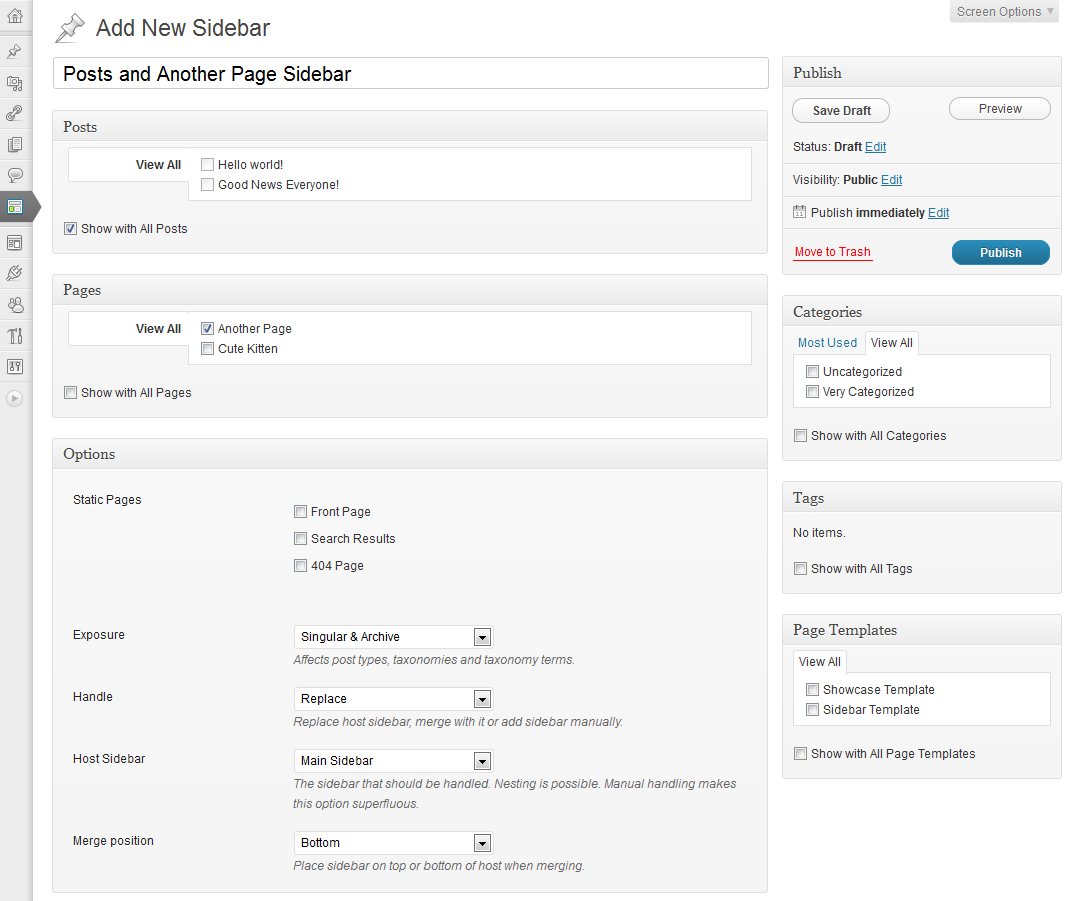 Screen Options
Add New Sidebar
Posts and Another Page Sidebar
Posts
View All
Hello world!
Good News Everyone!
Show with All Posts
Pages
View All
Another Page
Cute Kitten
Show with All Pages
Options
Static Pages
Front Page
Search Results
404 Page
Exposure
Singular & Archive
Affects post types, taxonomies and taxonomy terms.
Handle
Replace
Replace host sidebar, merge with it or add sidebar manually.
Host Sidebar
Main Sidebar
The sidebar that should be handled. Nesting is possible. Manual handling makes
this option superfluous.
Merge position
Bottom
Place sidebar on top or bottom of host when merging.
Publish
Save Draft
Preview
Status: Draft Edit
Visibility: Public Edit
Publish immediately Edit
Move to Trash
Publish
Categories
Most Used
View All
Uncategorized
Very Categorized
Show with All Categories
Tags
No items.
Show with All Tags
Page Templates
View All
Showcase Template
Sidebar Template
Show with All Page Templates